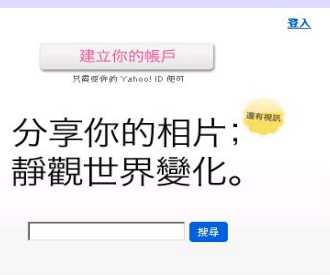 登入
建立你的帳戶
只需要你的 Yahoo! ID 便可
還有視訊
分享你的相片;
靜觀世界變化。
搜尋